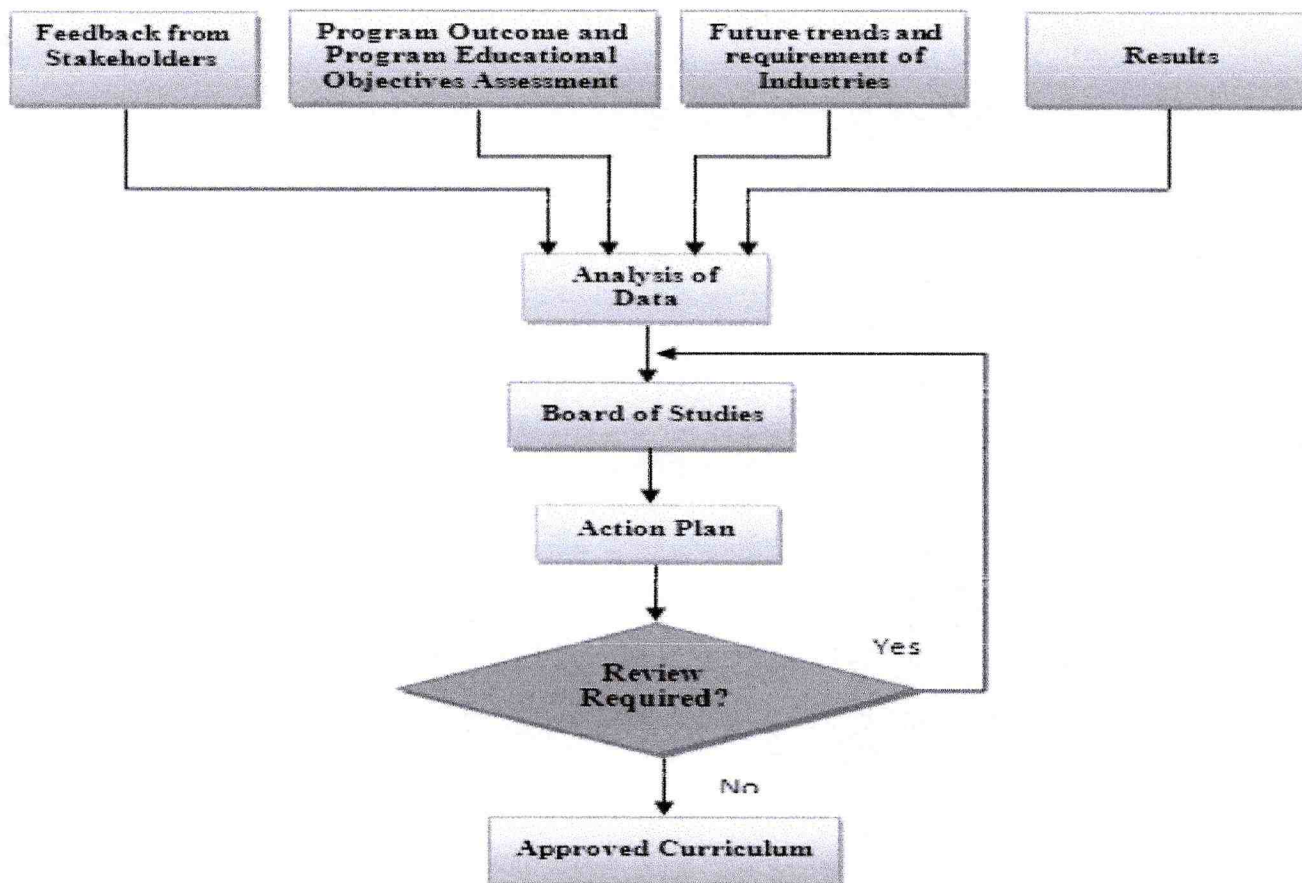 Feedback from
Stakeholders
Program Outcome and
Program Educational
Objectives Assessment
Future trends and
requirement of
Industries
Results
Analysis of
Data
Board of Studies
Action Plan
Review
Required?
Yes
No
Approved Curriculum